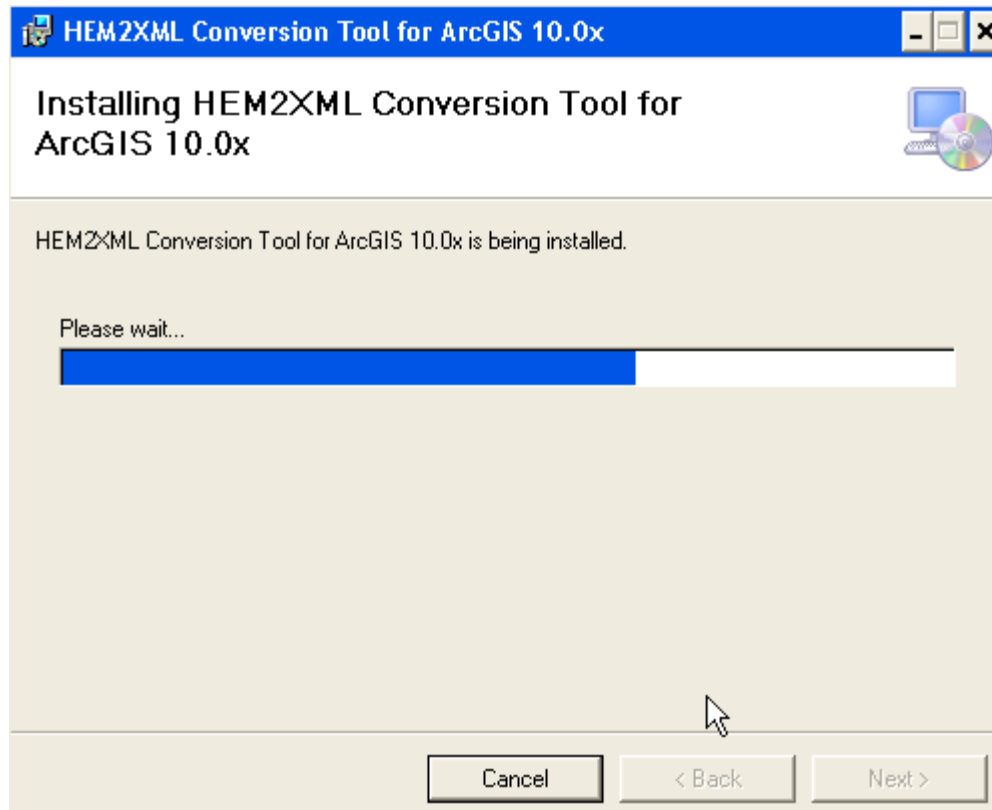 HEM2XML Conversion Tool for ArcGIS 10.0x
Installing HEM2XML Conversion Tool for
ArcGIS 10.0x
HEM2XML Conversion Tool for ArcGIS 10.0x is being installed.
Please wait...
Cancel
< Back
Next >